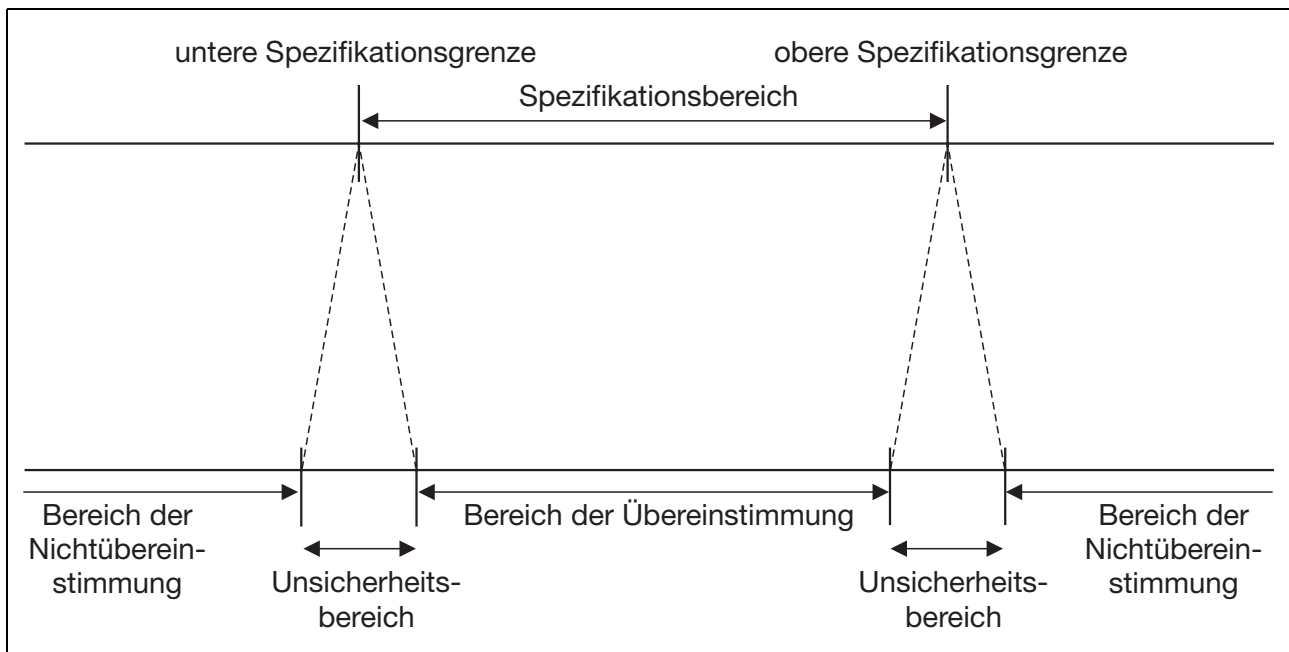 untere Spezifikationsgrenze
obere Spezifikationsgrenze
Spezifikationsbereich
Bereich der
Nichtüberein-
stimmung
Unsicherheits-
bereich
Bereich der Übereinstimmung
Unsicherheits-
bereich
Bereich der
Nichtüberein-
stimmung